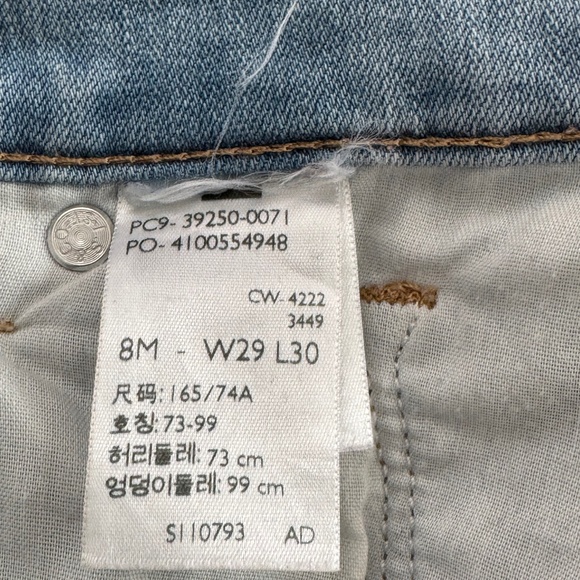 PC9- 39250-0071
PO- 4100554948
CW- 4222
3449
8M - W29 L30
尺码: 165/74A
호칭: 73-99
허리둘레: 73 cm
엉덩이둘레: 99 cm
S110793 AD